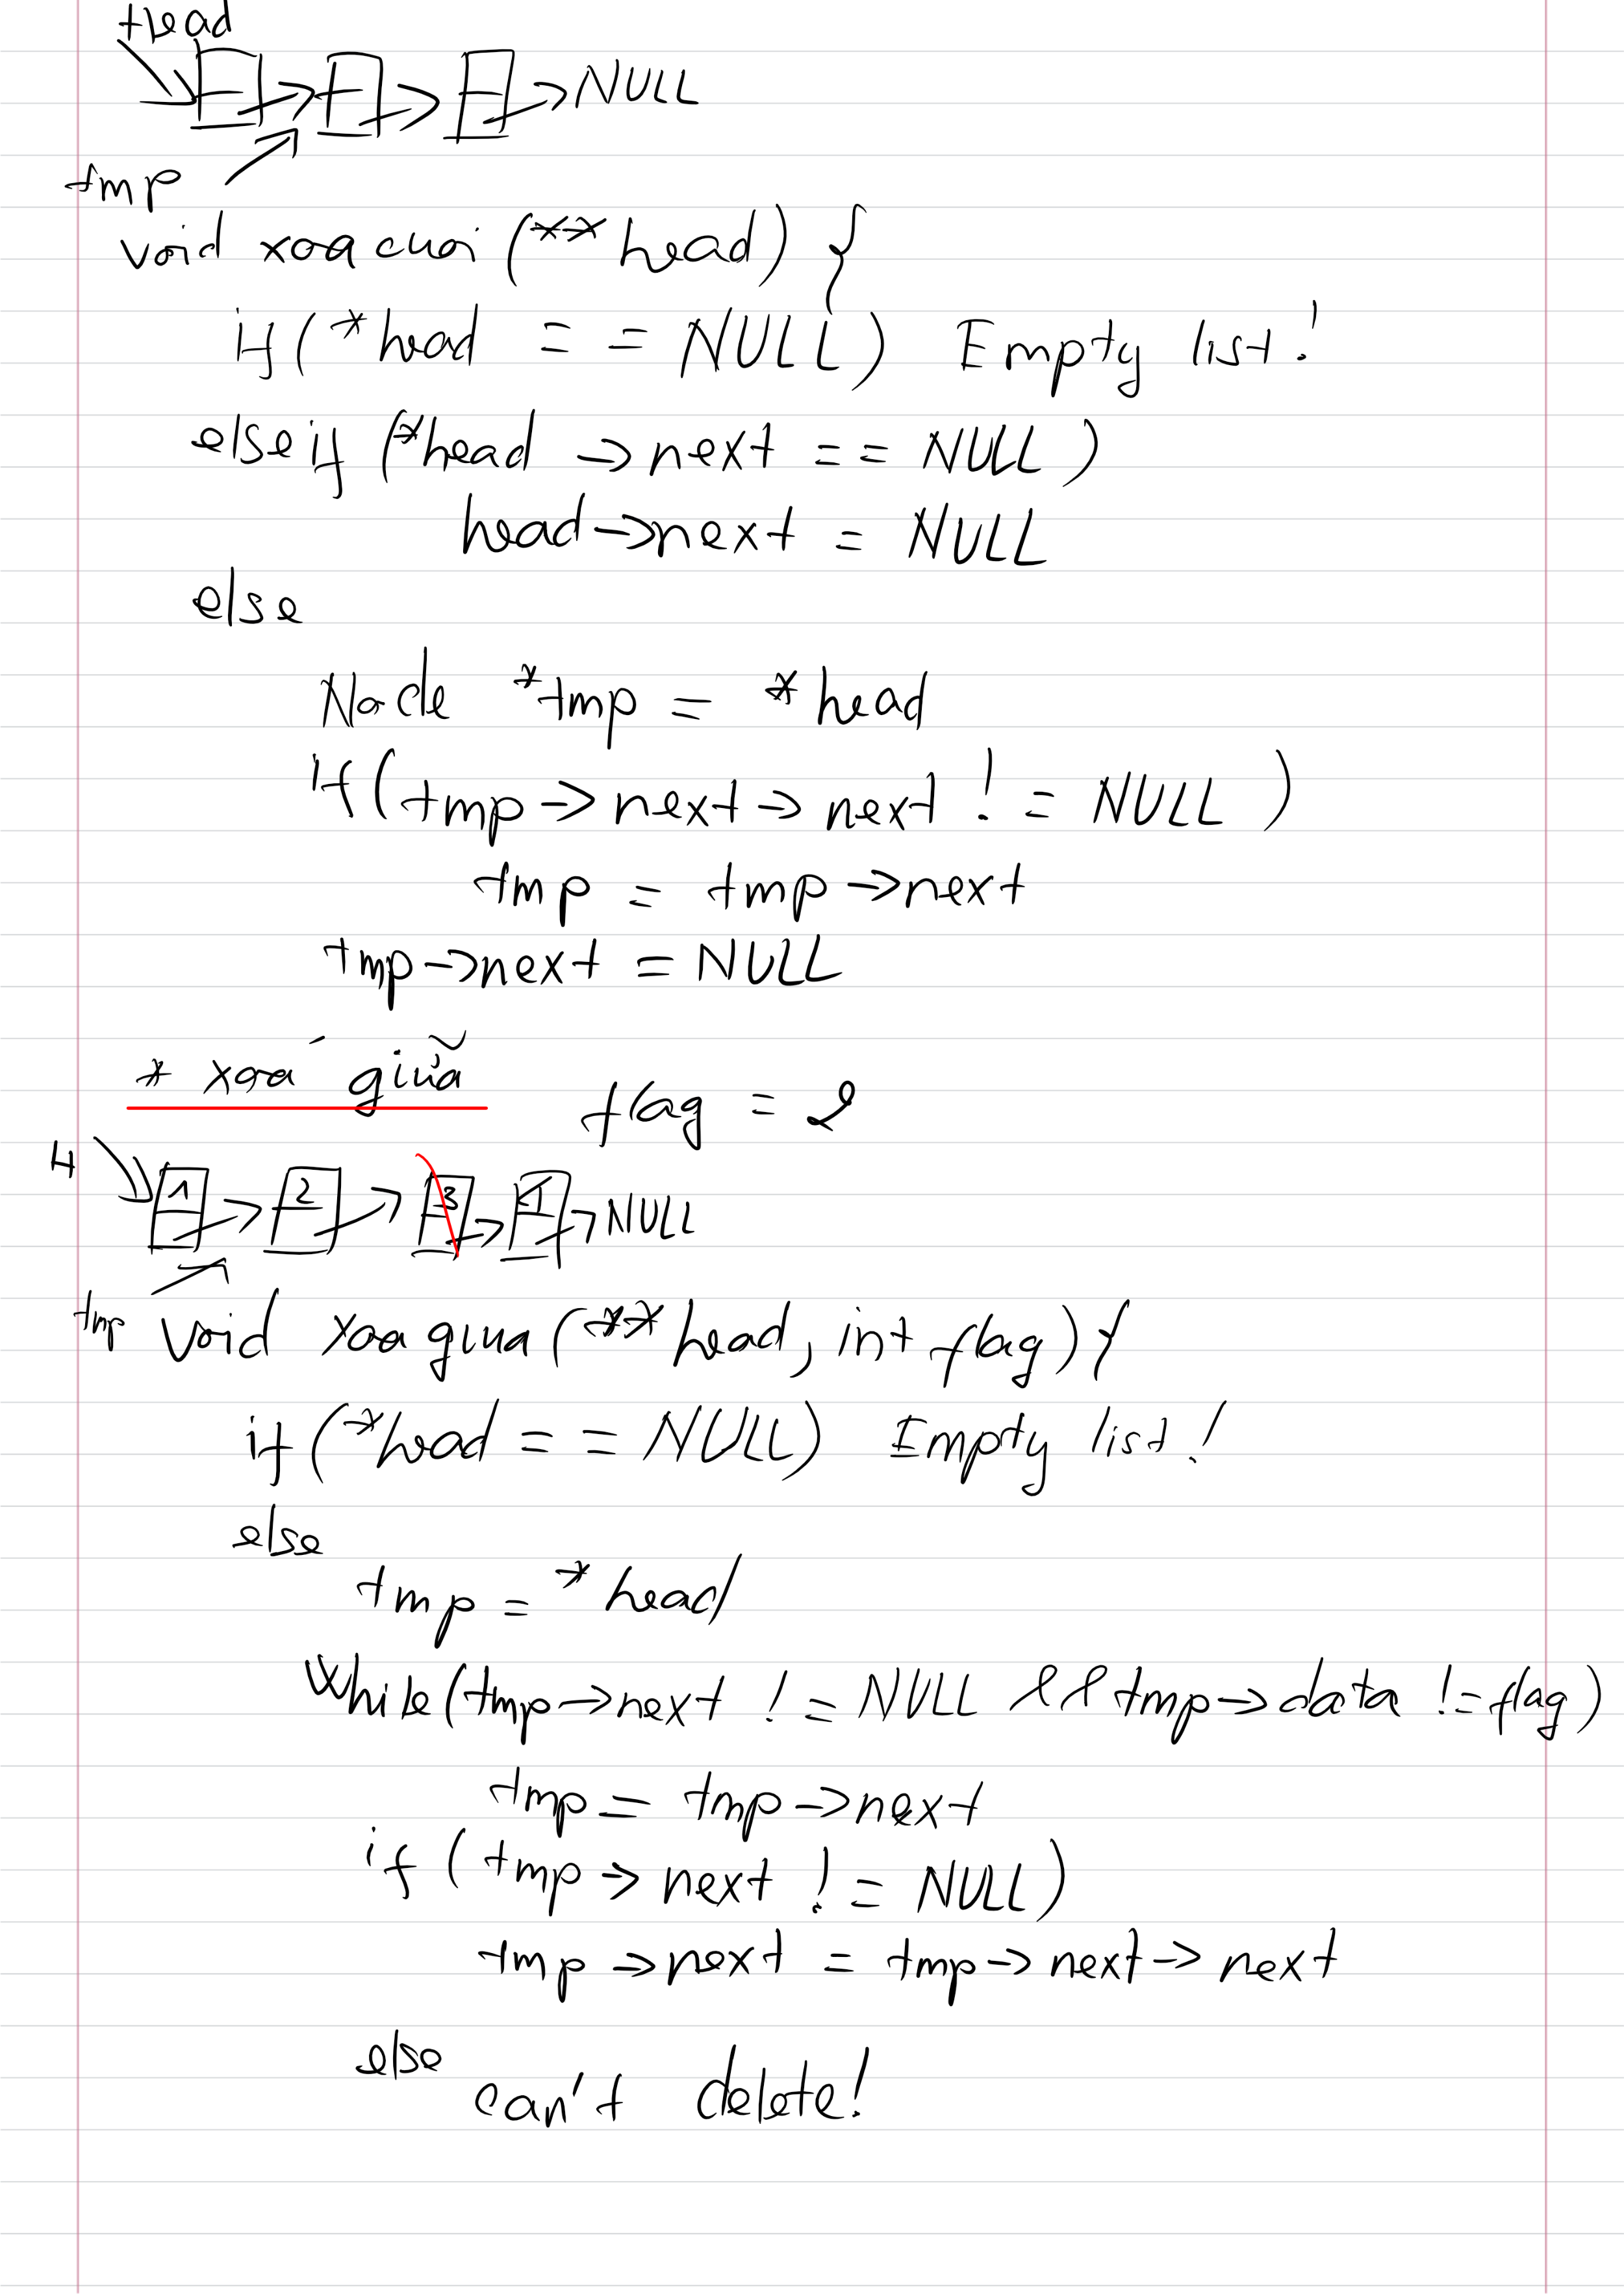 Head
NULL
tmp
void xoa cuoi (** head) {
if (*head == NULL) Empty list!
else if (*head -> next == NULL)
head -> next = NULL
else
Node *tmp = *head
if (tmp -> next -> next != NULL)
tmp = tmp -> next
tmp -> next = NULL
* xoá giữa flag = 2
H
1 2 3 4 NULL
tmp
void xoa giua (** head, int flag) {
if (*head == NULL) Empty list!
else
tmp = *head
while (tmp -> next != NULL && tmp -> data != flag)
tmp = tmp -> next
if (tmp -> next != NULL)
tmp -> next = tmp -> next -> next
else
can't delete!